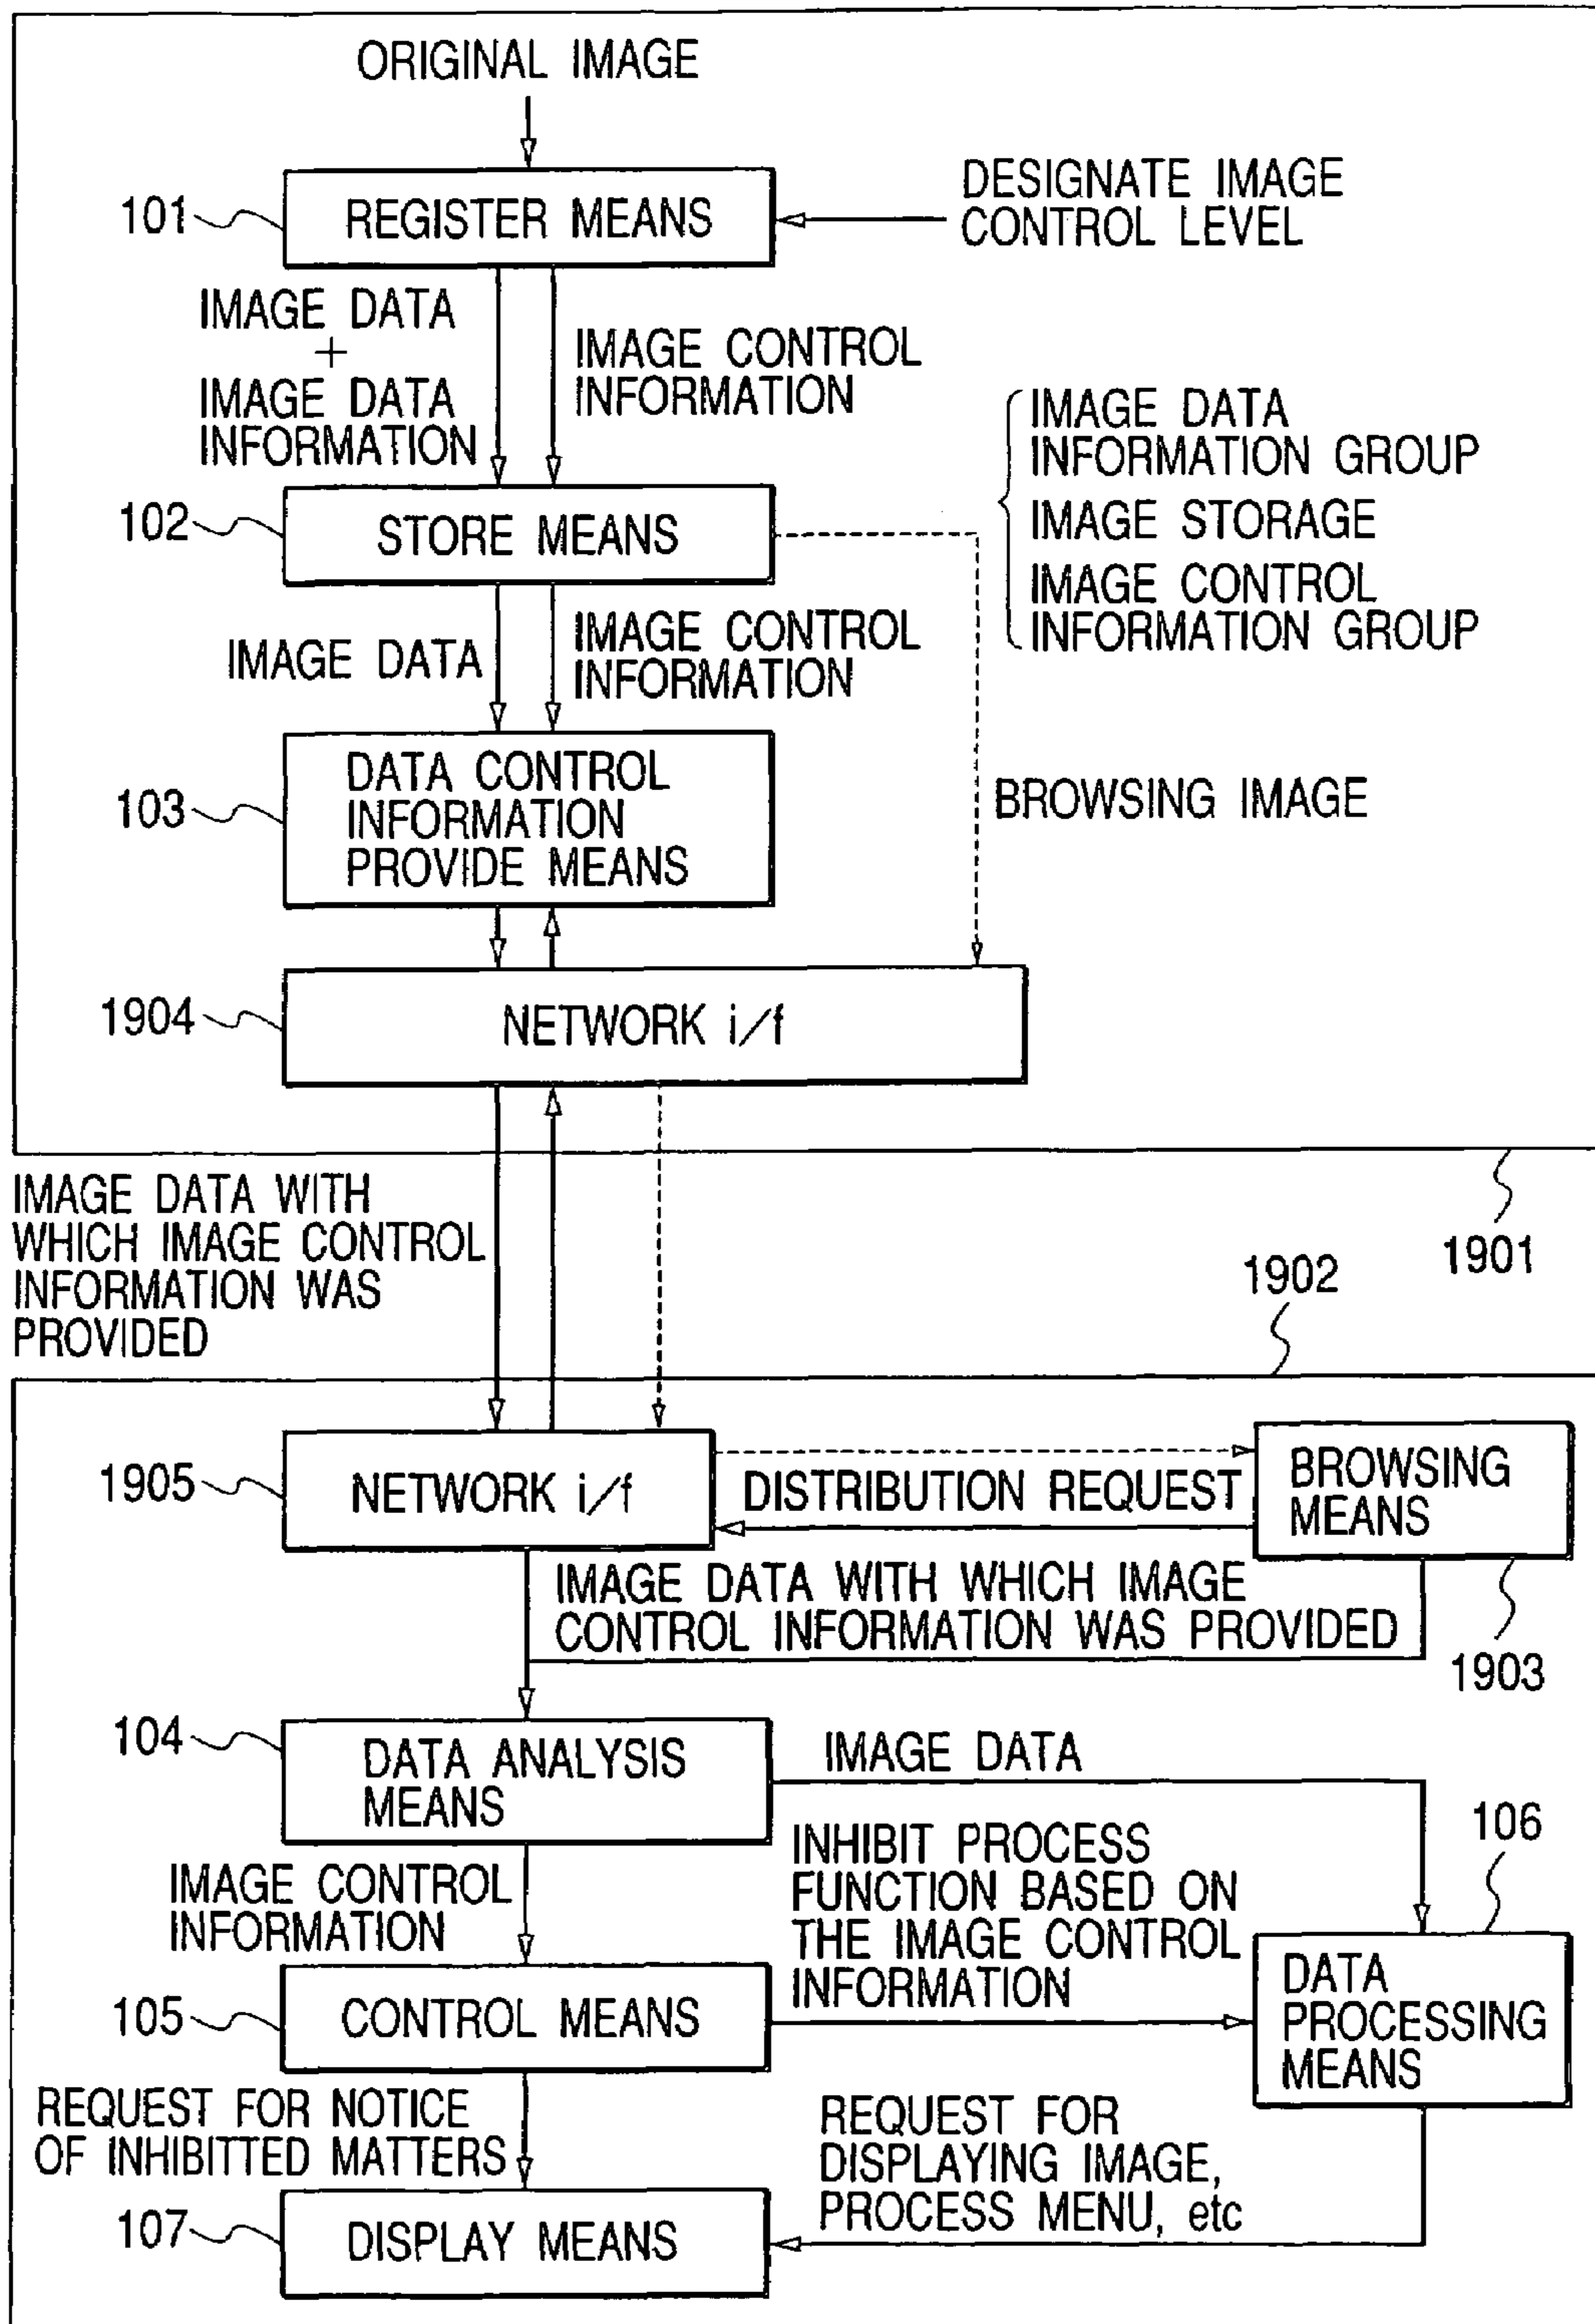 ORIGINAL IMAGE
101
REGISTER MEANS
DESIGNATE IMAGE
CONTROL LEVEL
IMAGE DATA
+
IMAGE DATA
INFORMATION
IMAGE CONTROL
INFORMATION
IMAGE DATA
INFORMATION GROUP
IMAGE STORAGE
IMAGE CONTROL
INFORMATION GROUP
102
STORE MEANS
IMAGE DATA
IMAGE CONTROL
INFORMATION
103
DATA CONTROL
INFORMATION
PROVIDE MEANS
BROWSING IMAGE
1904
NETWORK i/f
IMAGE DATA WITH
WHICH IMAGE CONTROL
INFORMATION WAS
PROVIDED
1901
1902
1905
NETWORK i/f
DISTRIBUTION REQUEST
BROWSING
MEANS
IMAGE DATA WITH WHICH IMAGE
CONTROL INFORMATION WAS PROVIDED
1903
104
DATA ANALYSIS
MEANS
IMAGE DATA
IMAGE CONTROL
INFORMATION
INHIBIT PROCESS
FUNCTION BASED ON
THE IMAGE CONTROL
INFORMATION
106
DATA
PROCESSING
MEANS
105
CONTROL MEANS
REQUEST FOR NOTICE
OF INHIBITTED MATTERS
REQUEST FOR
DISPLAYING IMAGE,
PROCESS MENU, etc
107
DISPLAY MEANS